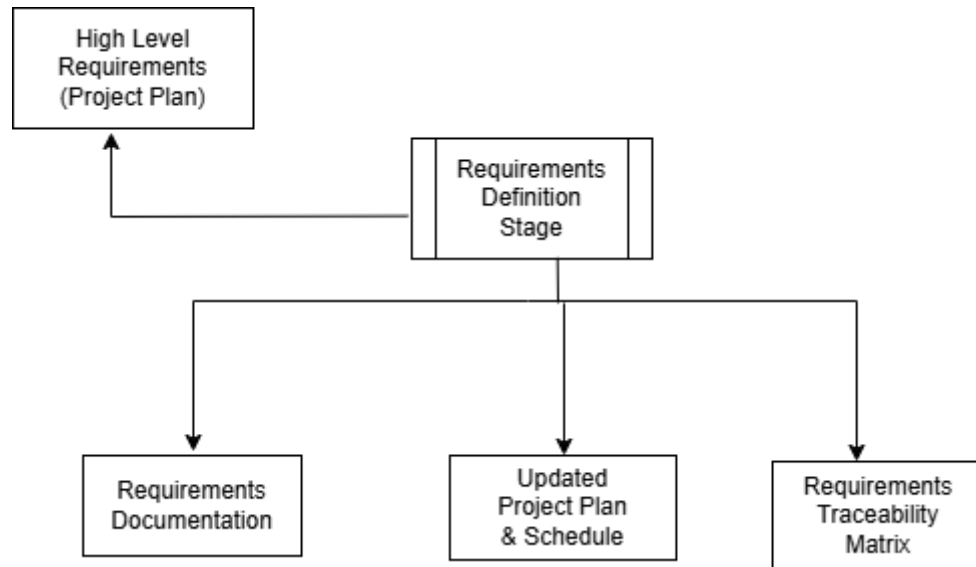 High Level
Requirements
(Project Plan)
Requirements
Definition
Stage
Requirements
Documentation
Updated
Project Plan
& Schedule
Requirements
Traceability
Matrix